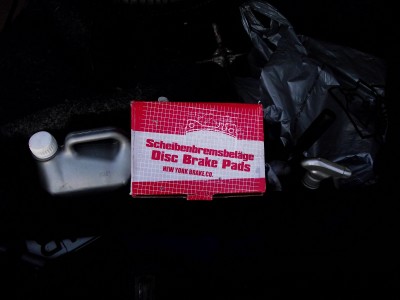 Scheibenbremsbeläge
Disc Brake Pads
NEW YORK BRAKE.CO.